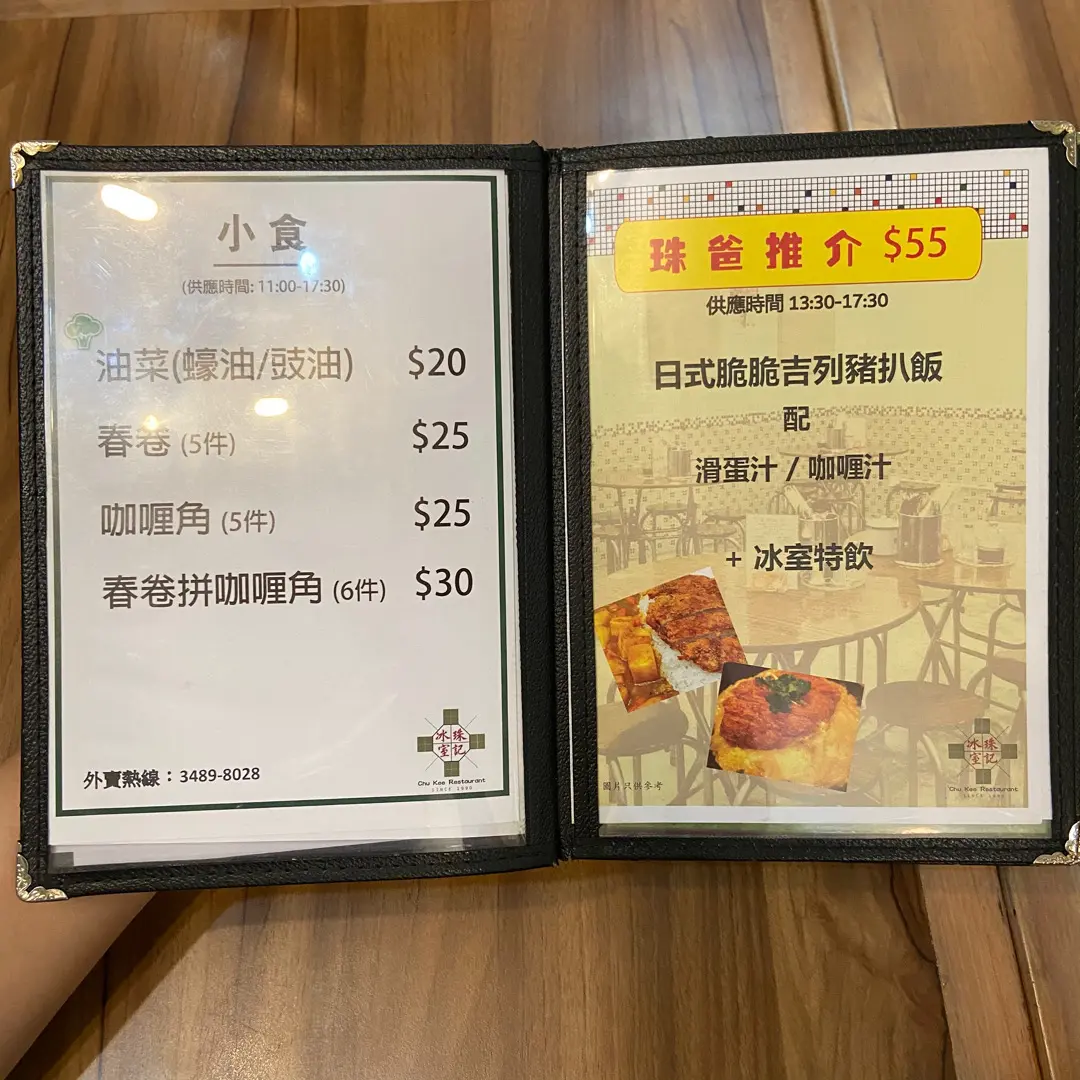 小食
(供應時間: 11:00-17:30)
油菜(蠔油/豉油) $20
春卷 (5件) $25
咖喱角 (5件) $25
春卷拼咖喱角 (6件) $30
外賣熱線：3489-8028
冰室 珠記
Chu Kee Restaurant
since 1990
珠爸推介 $55
供應時間 13:30-17:30
日式脆脆吉列豬扒飯
配
滑蛋汁 / 咖喱汁
+ 冰室特飲
圖片只供參考
冰室 珠記
Chu Kee Restaurant
since 1990